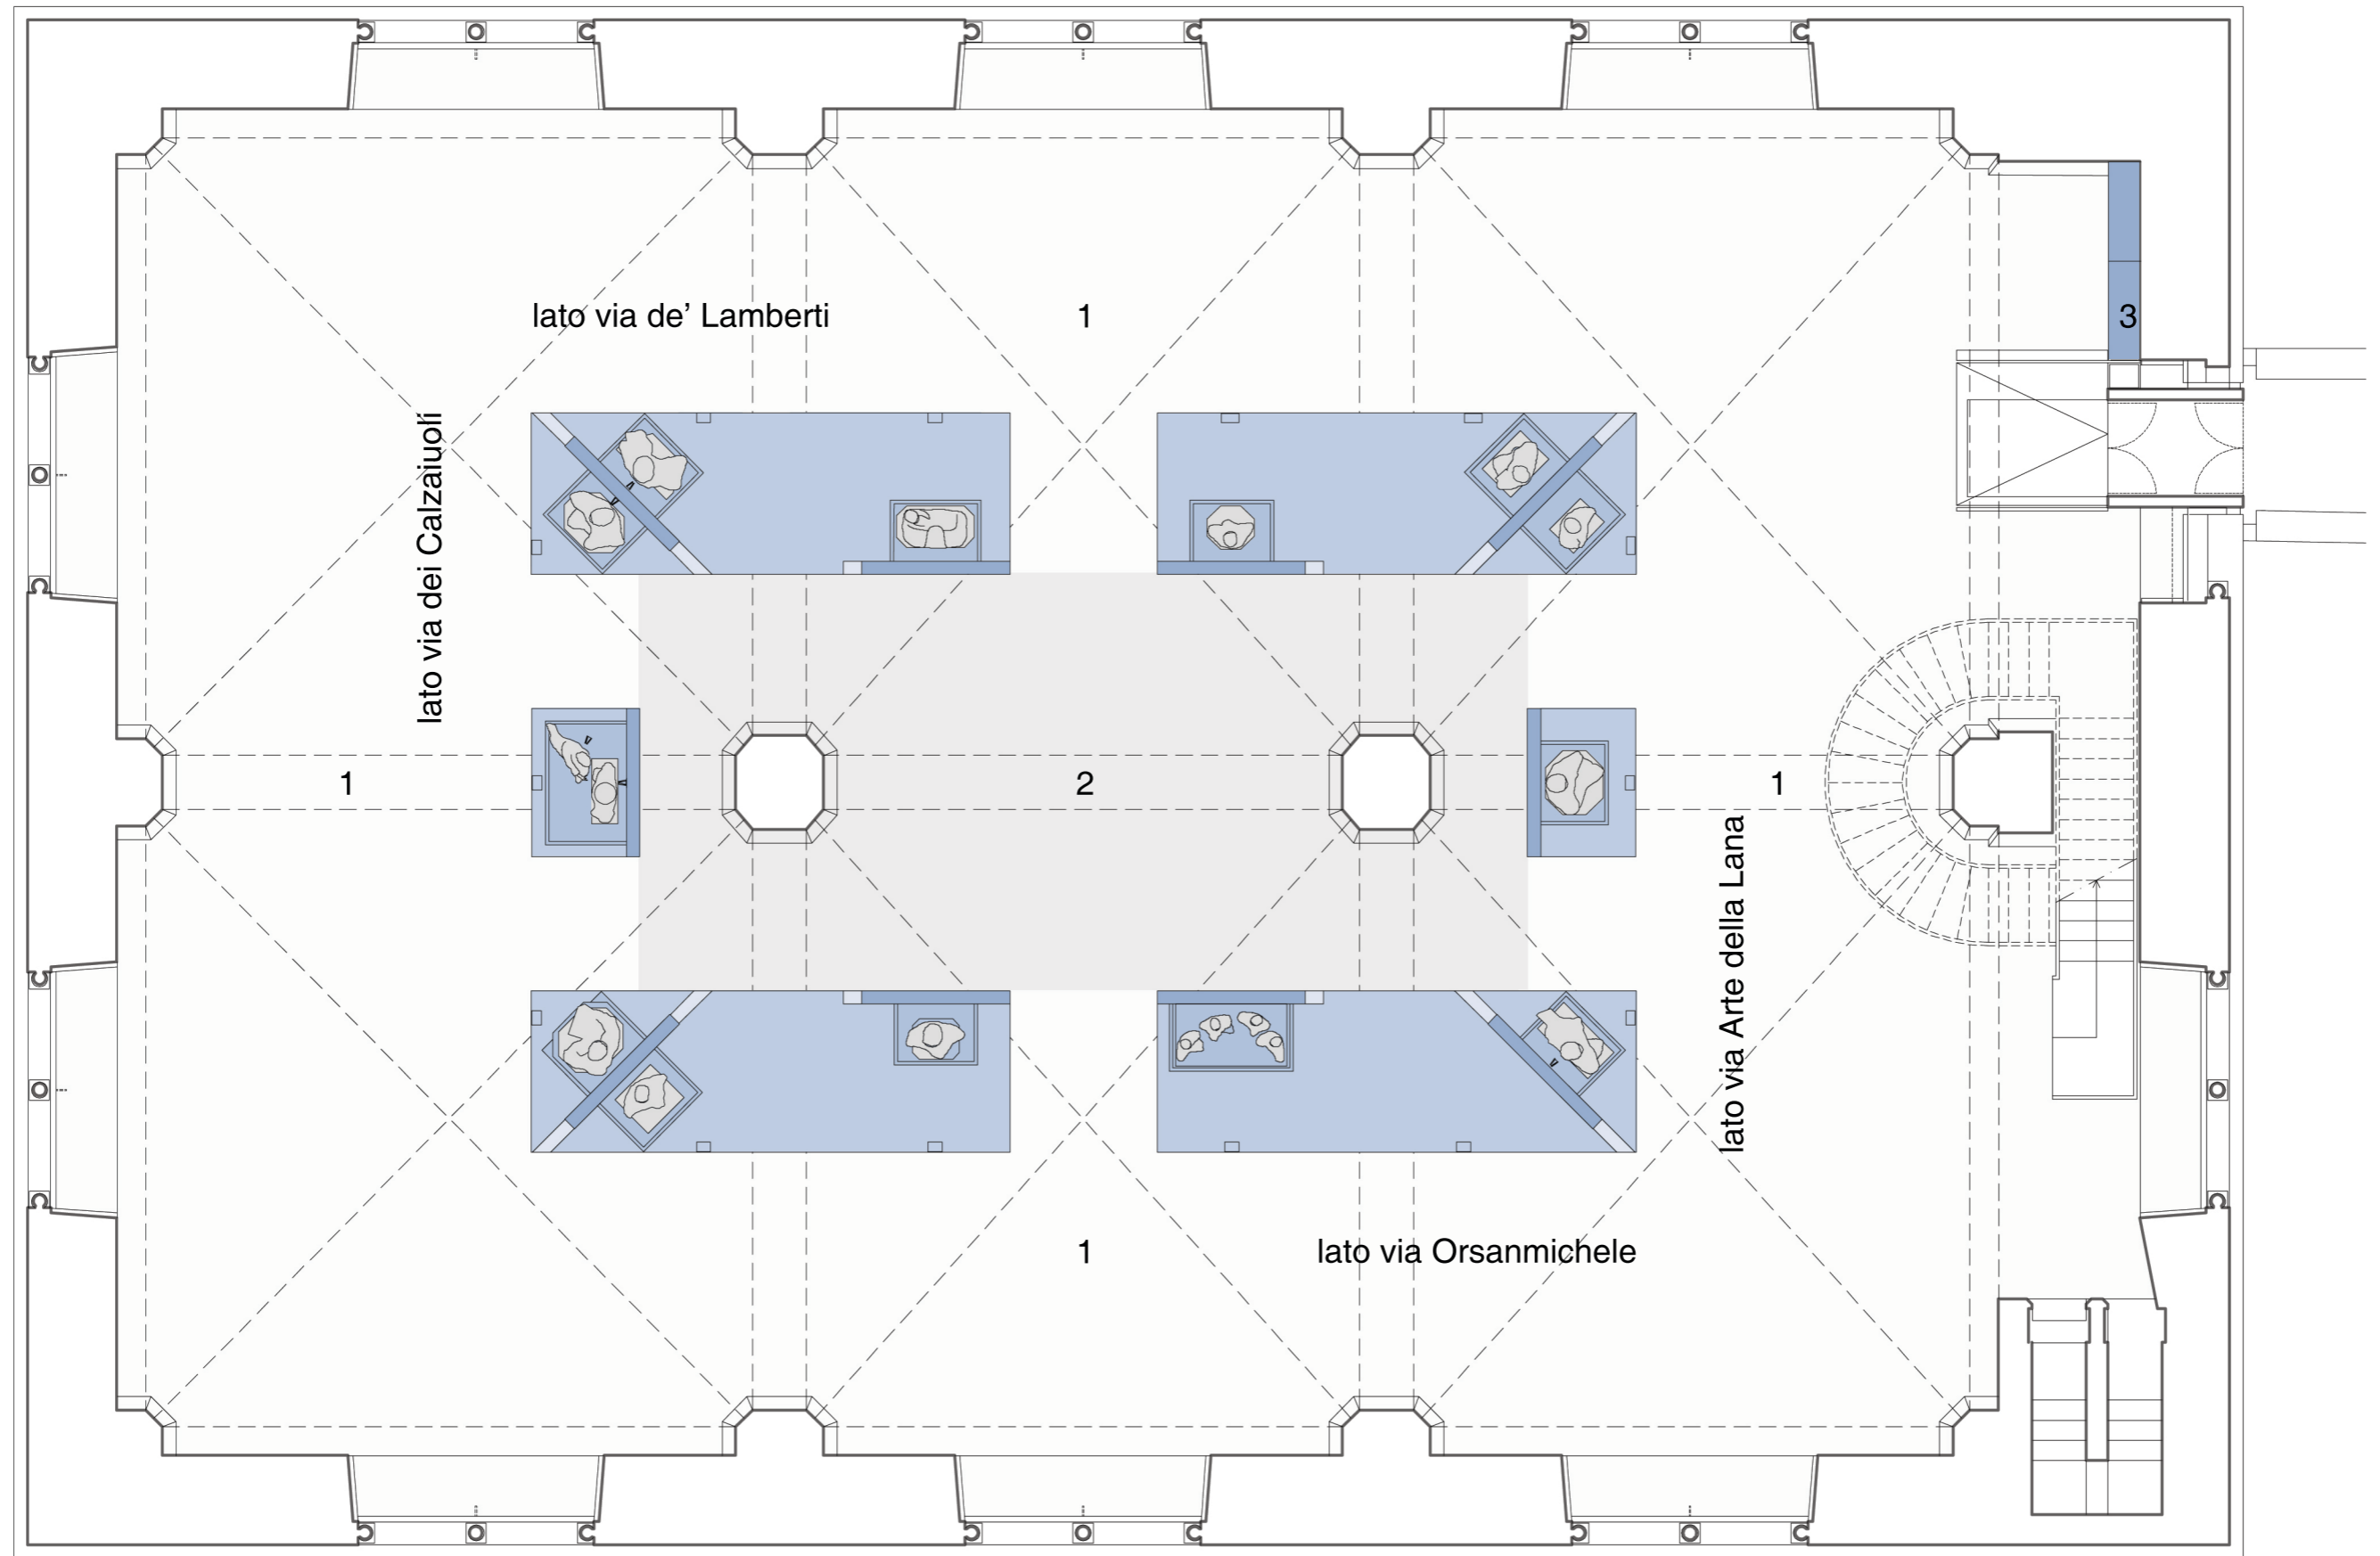 lato via de’ Lamberti
1
3
lato via dei Calzaiuoli
1
2
1
lato via Arte della Lana
1
lato via Orsanmichele